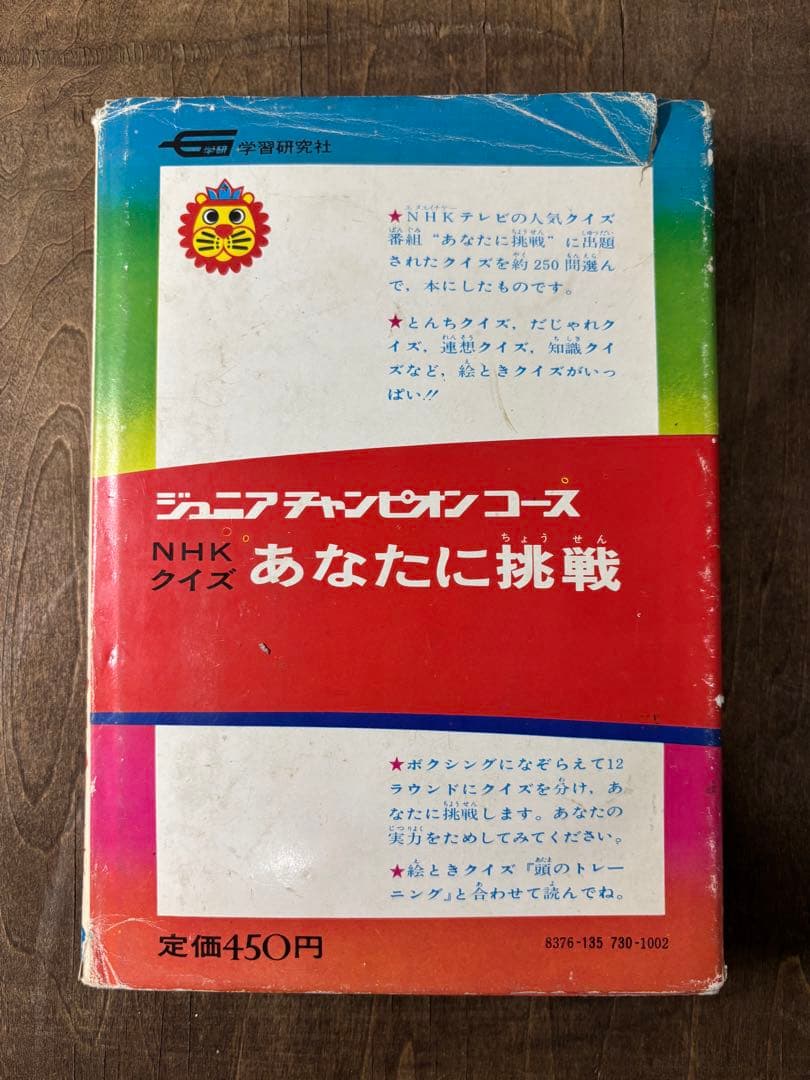 学研 学習研究社
★NHKテレビの人気クイズ
番組“あなたに挑戦”に出題
されたクイズを約250問選ん
で、本にしたものです。
★とんちクイズ，だじゃれク
イズ，連想クイズ，知識クイ
ズなど，絵ときクイズがいっ
ぱい!!
ジュニアチャンピオンコース
NHK
クイズ
あなたに挑戦
★ボクシングになぞらえて12
ラウンドにクイズを分け，あ
なたに挑戦します。あなたの
実力をためしてみてください。
★絵ときクイズ『頭のトレー
ニング』と合わせて読んでね。
定価450円
8376-135 730-1002